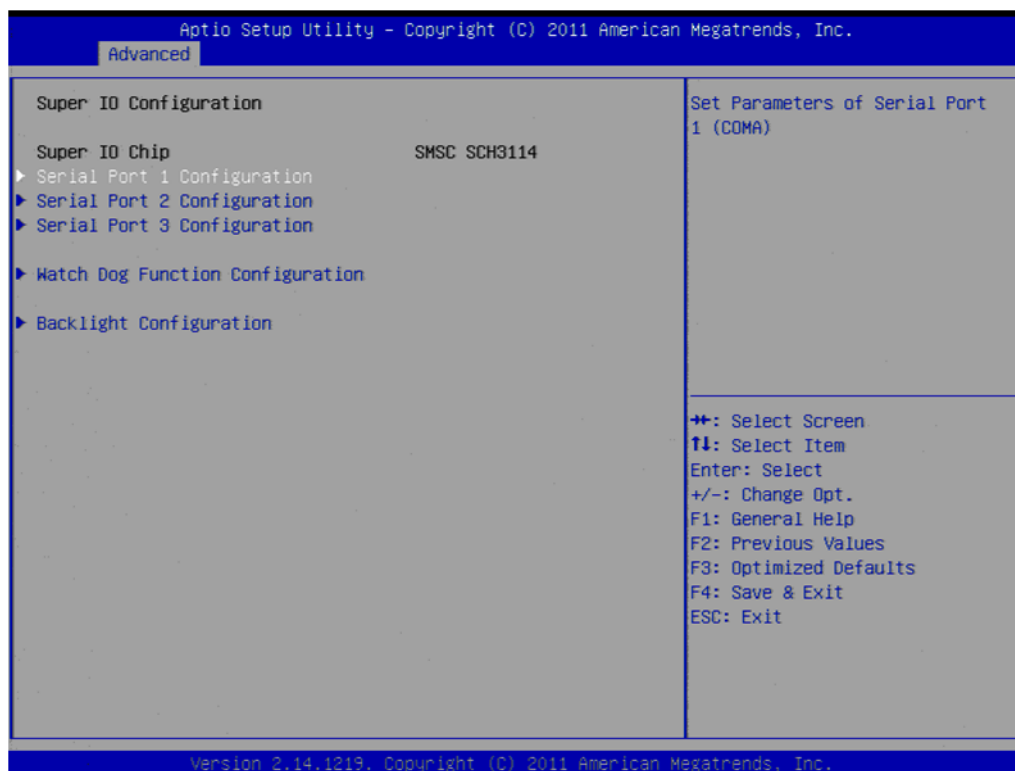 Aptio Setup Utility – Copyright (C) 2011 American Megatrends, Inc.
Advanced
Super IO Configuration
Super IO Chip SMSC SCH3114
Serial Port 1 Configuration
Serial Port 2 Configuration
Serial Port 3 Configuration
Watch Dog Function Configuration
Backlight Configuration
Set Parameters of Serial Port
1 (COMA)
→←: Select Screen
↑↓: Select Item
Enter: Select
+/-: Change Opt.
F1: General Help
F2: Previous Values
F3: Optimized Defaults
F4: Save & Exit
ESC: Exit
Version 2.14.1219. Copyright (C) 2011 American Megatrends, Inc.